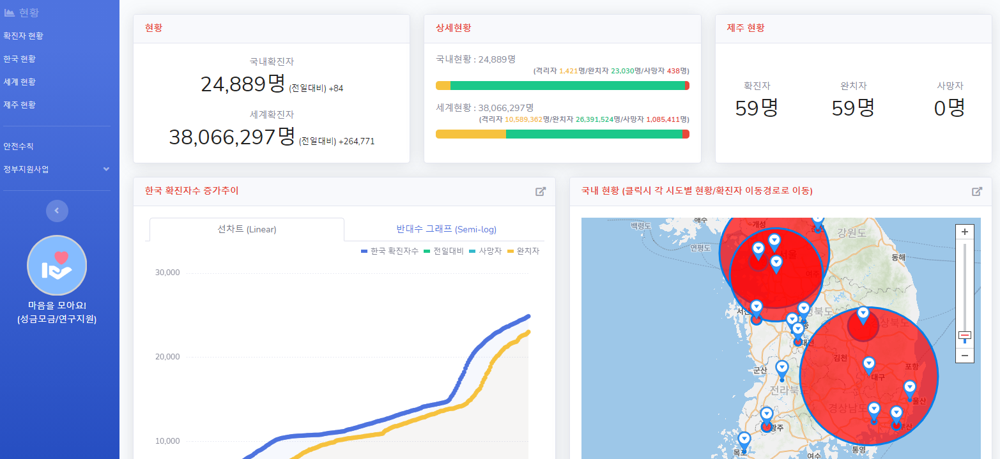 현황
확진자 현황
한국 현황
세계 현황
제주 현황
안전수칙
정부지원사업
마음을 모아요!
(성금모금/연구지원)
현황
국내확진자
24,889명 (전일대비) +84
세계확진자
38,066,297명 (전일대비) +264,771
상세현황
국내현황 : 24,889명
(격리자 1,421명/완치자 23,030명/사망자 438명)
세계현황 : 38,066,297명
(격리자 10,589,362명/완치자 26,391,524명/사망자 1,085,411명)
제주 현황
확진자 완치자 사망자
59명 59명 0명
한국 확진자수 증가추이
선차트 (Linear) 반대수 그래프 (Semi-log)
한국 확진자수 전일대비 사망자 완치자
30,000
20,000
10,000
국내 현황 (클릭시 각 시도별 현황/확진자 이동경로로 이동)
해주
개성
백령도
강원도
연평도
서울
동해
여주
서산
대전
김천
포항
군산
대구
전라북도
울산
경상남도
부산
광주
목포
통영
여수